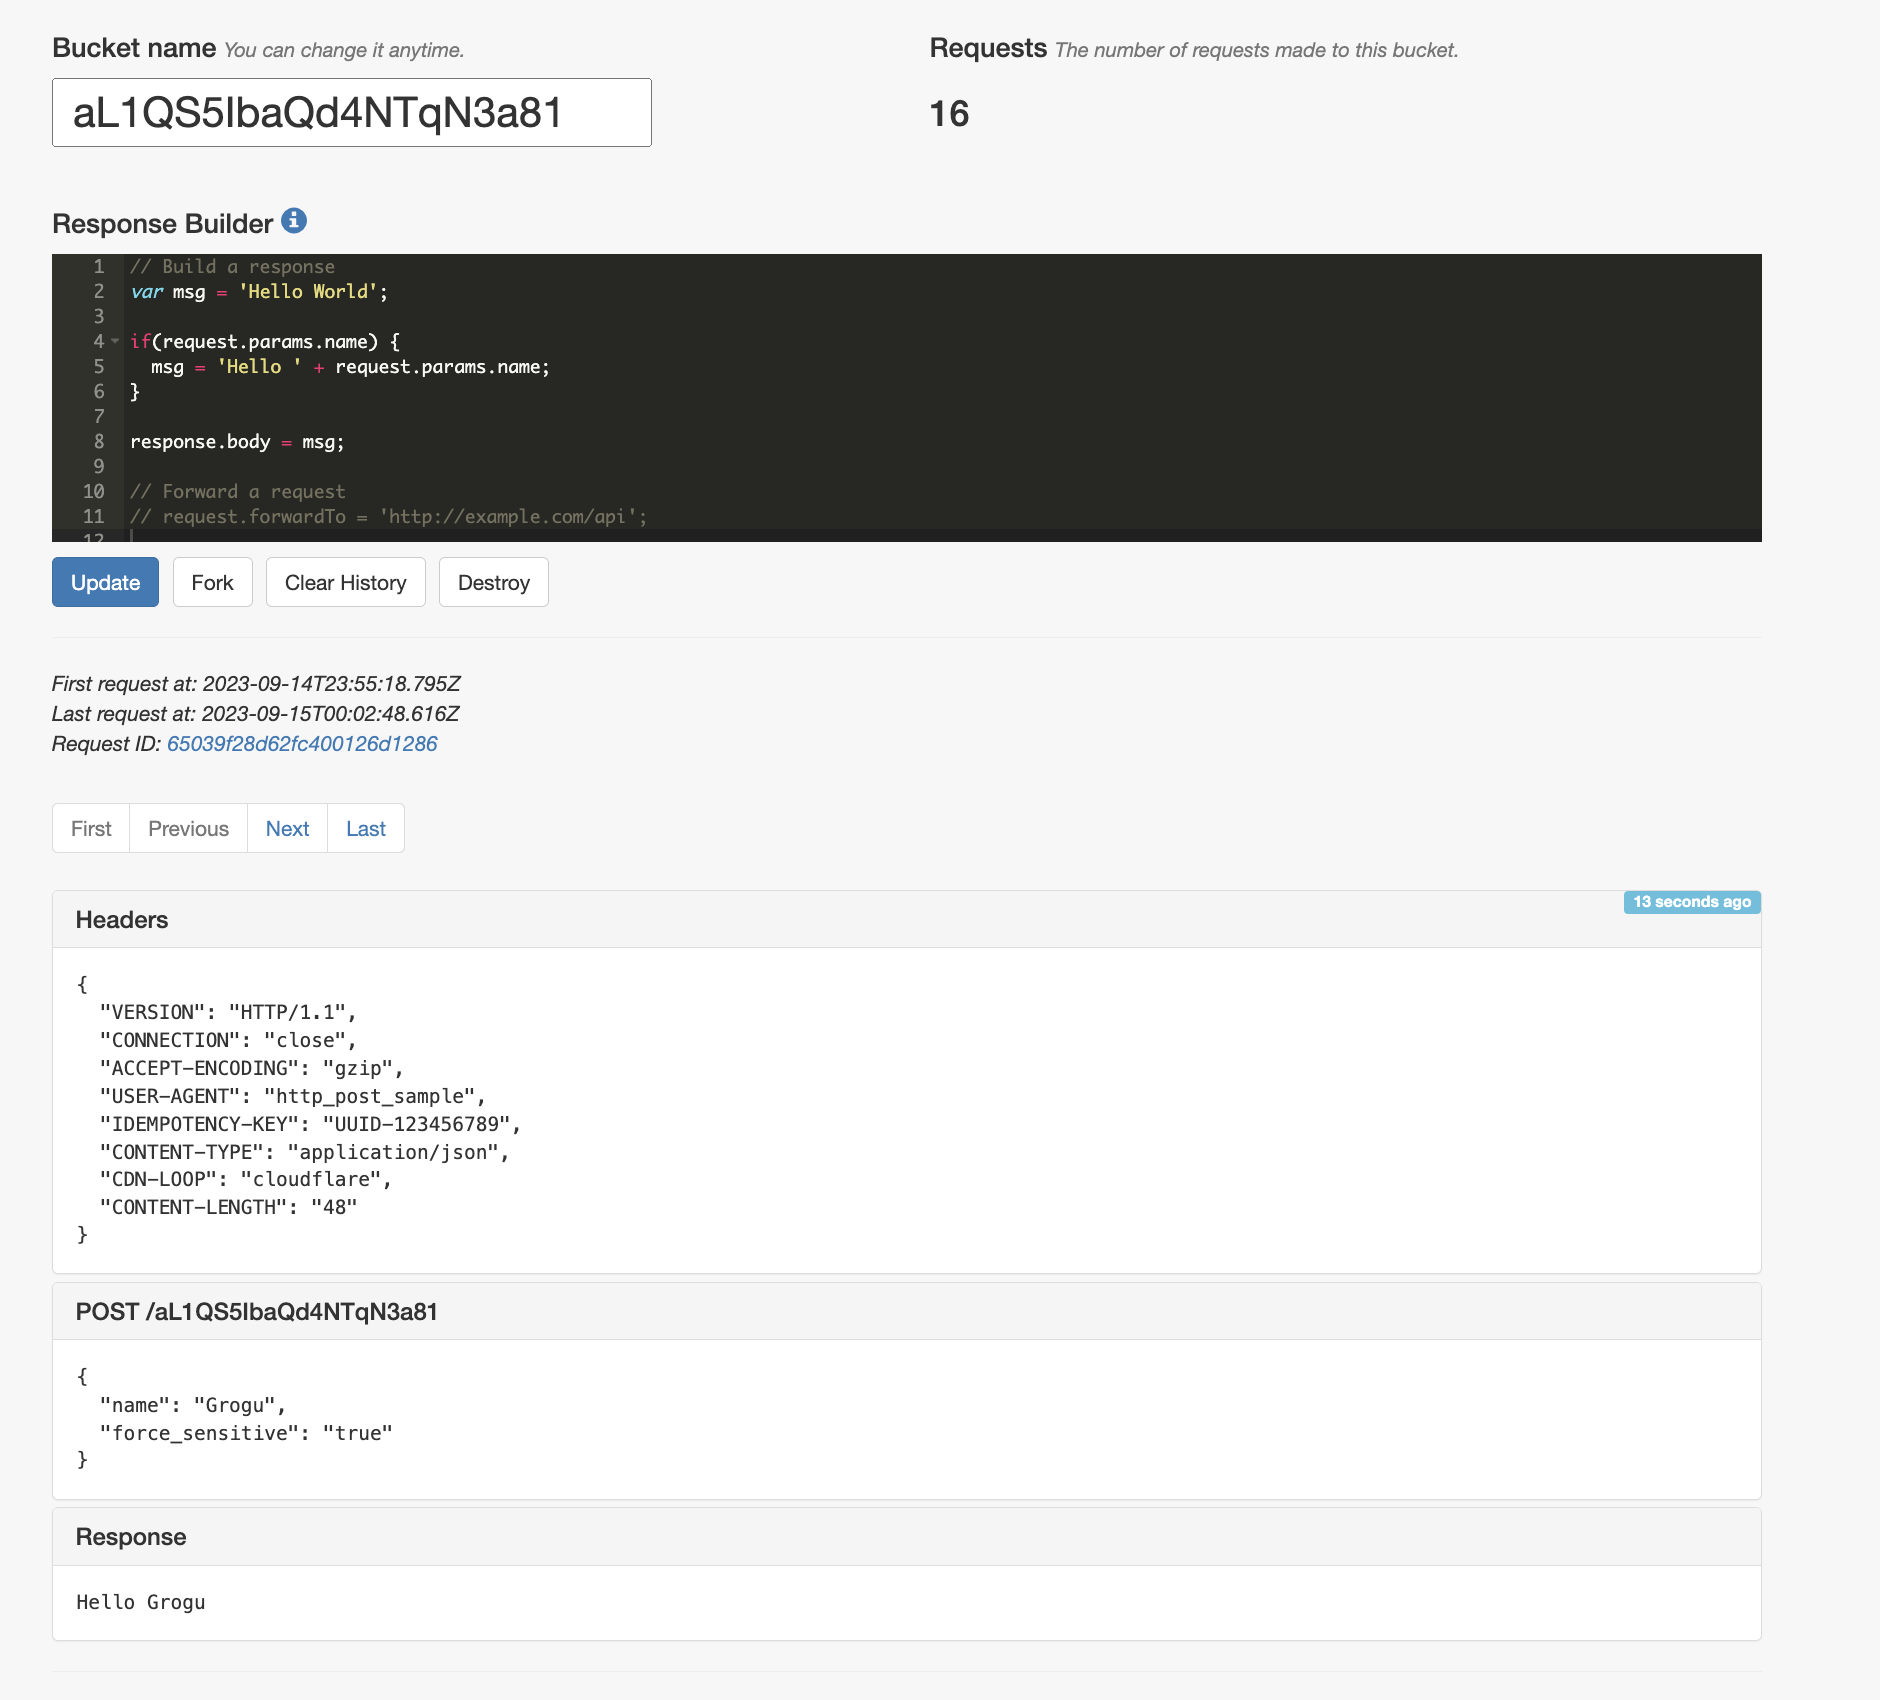 Bucket name You can change it anytime.
Requests The number of requests made to this bucket.
aL1QS5IbaQd4NTqN3a81
16
Response Builder
1 // Build a response
2 var msg = 'Hello World';
3
4 if(request.params.name) {
5   msg = 'Hello ' + request.params.name;
6 }
7
8 response.body = msg;
9
10 // Forward a request
11 // request.forwardTo = 'http://example.com/api';
12
Update Fork Clear History Destroy
First request at: 2023-09-14T23:55:18.795Z
Last request at: 2023-09-15T00:02:48.616Z
Request ID: 65039f28d62fc400126d1286
First Previous Next Last
13 seconds ago
Headers
{
  "VERSION": "HTTP/1.1",
  "CONNECTION": "close",
  "ACCEPT-ENCODING": "gzip",
  "USER-AGENT": "http_post_sample",
  "IDEMPOTENCY-KEY": "UUID-123456789",
  "CONTENT-TYPE": "application/json",
  "CDN-LOOP": "cloudflare",
  "CONTENT-LENGTH": "48"
}
POST /aL1QS5IbaQd4NTqN3a81
{
  "name": "Grogu",
  "force_sensitive": "true"
}
Response
Hello Grogu